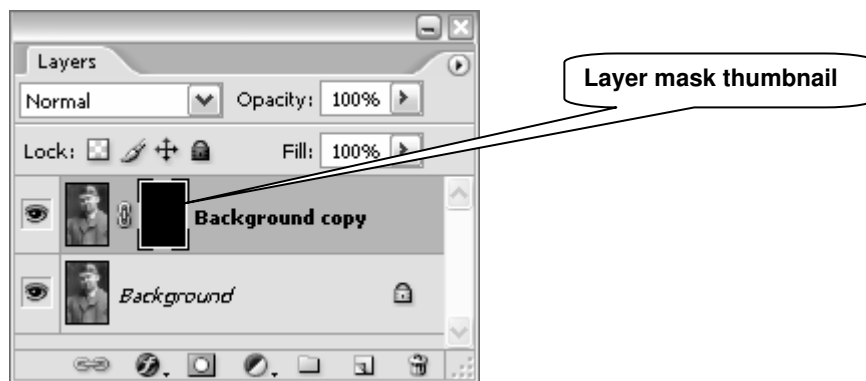 Layers
Layer mask thumbnail
Normal Opacity: 100%
Lock: Fill: 100%
Background copy
Background